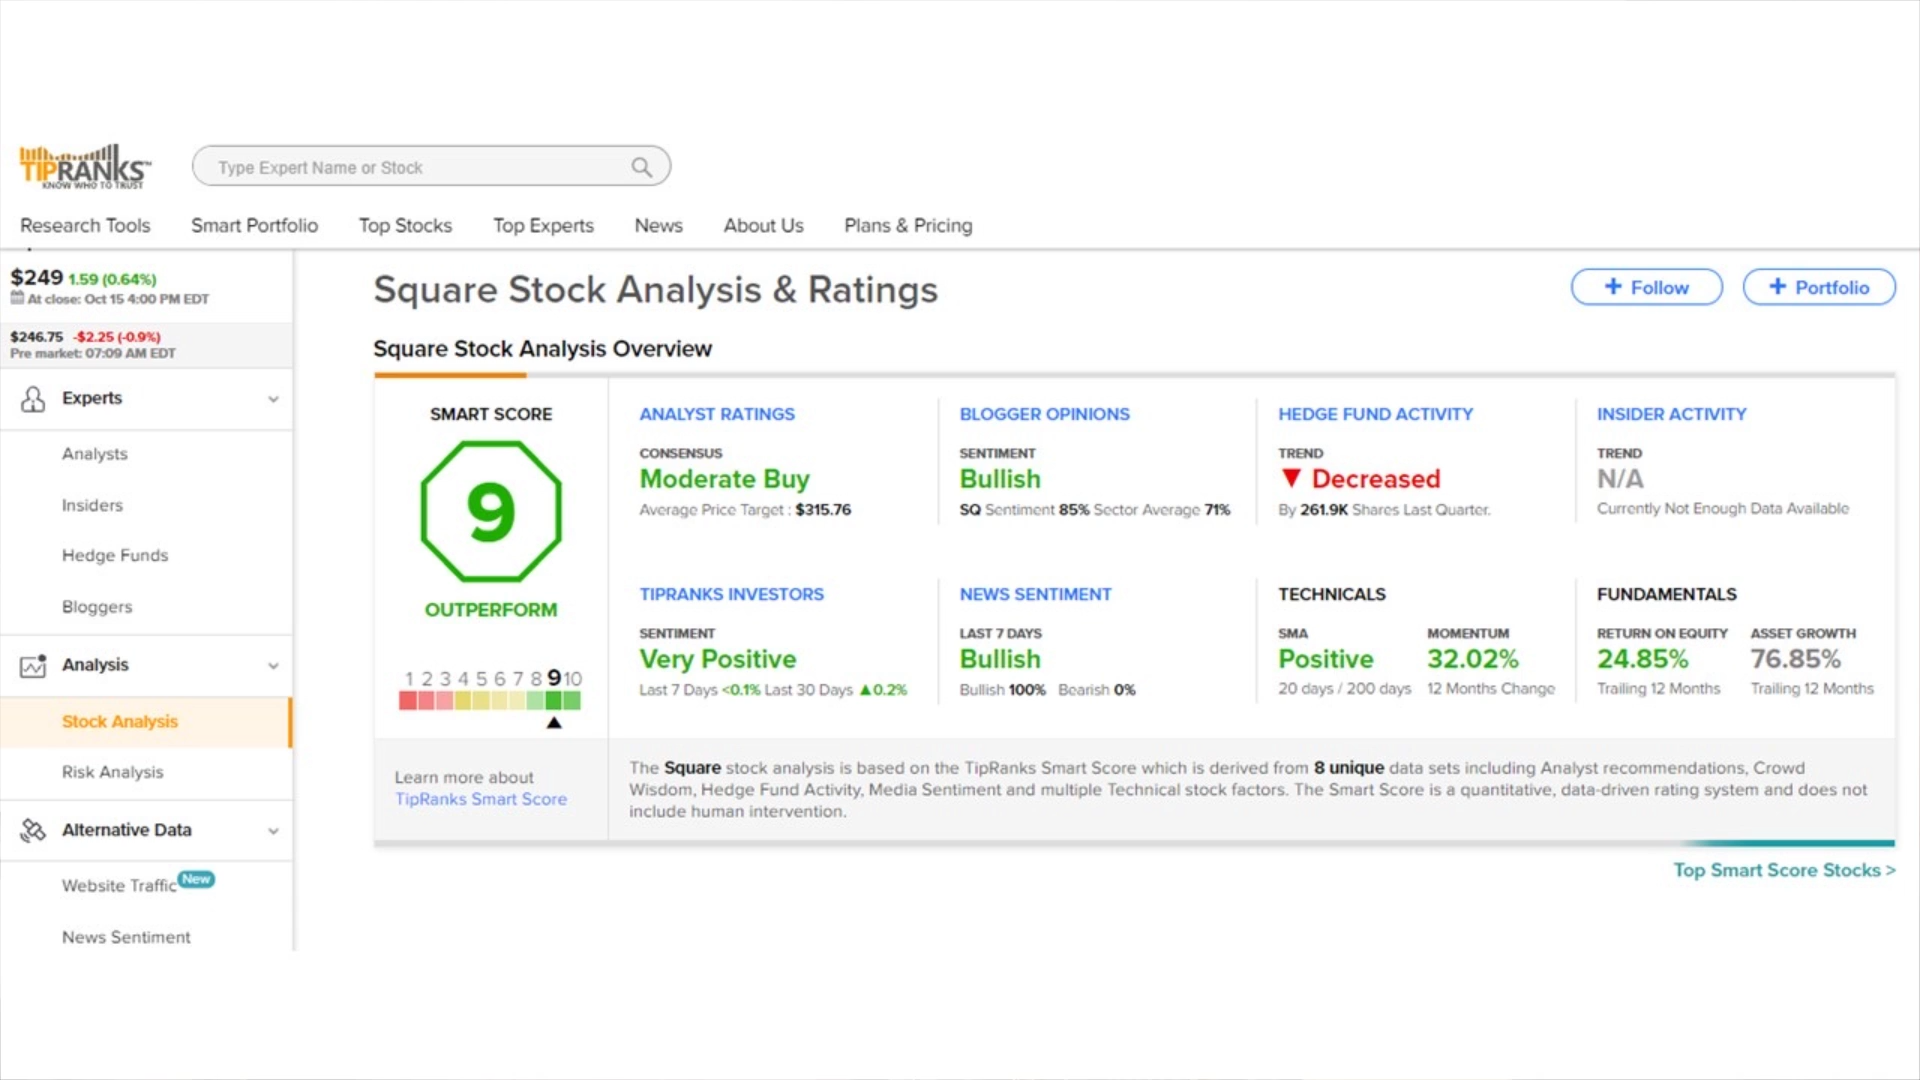 TIPRANKS™
KNOW WHO TO TRUST
Type Expert Name or Stock
Research Tools Smart Portfolio Top Stocks Top Experts News About Us Plans & Pricing
$249 1.59 (0.64%)
At close: Oct 15 4:00 PM EDT
$246.75 -$2.25 (-0.9%)
Pre market: 07:09 AM EDT
Experts
Analysts
Insiders
Hedge Funds
Bloggers
Analysis
Stock Analysis
Risk Analysis
Alternative Data
Website Traffic New
News Sentiment
Square Stock Analysis & Ratings
+ Follow
+ Portfolio
Square Stock Analysis Overview
SMART SCORE
9
OUTPERFORM
1 2 3 4 5 6 7 8 9 10
Learn more about
TipRanks Smart Score
ANALYST RATINGS
CONSENSUS
Moderate Buy
Average Price Target : $315.76
BLOGGER OPINIONS
SENTIMENT
Bullish
SQ Sentiment 85% Sector Average 71%
HEDGE FUND ACTIVITY
TREND
▼ Decreased
By 261.9K Shares Last Quarter.
INSIDER ACTIVITY
TREND
N/A
Currently Not Enough Data Available
TIPRANKS INVESTORS
SENTIMENT
Very Positive
Last 7 Days <0.1% Last 30 Days ▲0.2%
NEWS SENTIMENT
LAST 7 DAYS
Bullish
Bullish 100% Bearish 0%
TECHNICALS
SMA MOMENTUM
Positive 32.02%
20 days / 200 days 12 Months Change
FUNDAMENTALS
RETURN ON EQUITY ASSET GROWTH
24.85% 76.85%
Trailing 12 Months Trailing 12 Months
The Square stock analysis is based on the TipRanks Smart Score which is derived from 8 unique data sets including Analyst recommendations, Crowd
Wisdom, Hedge Fund Activity, Media Sentiment and multiple Technical stock factors. The Smart Score is a quantitative, data-driven rating system and does not
include human intervention.
Top Smart Score Stocks >